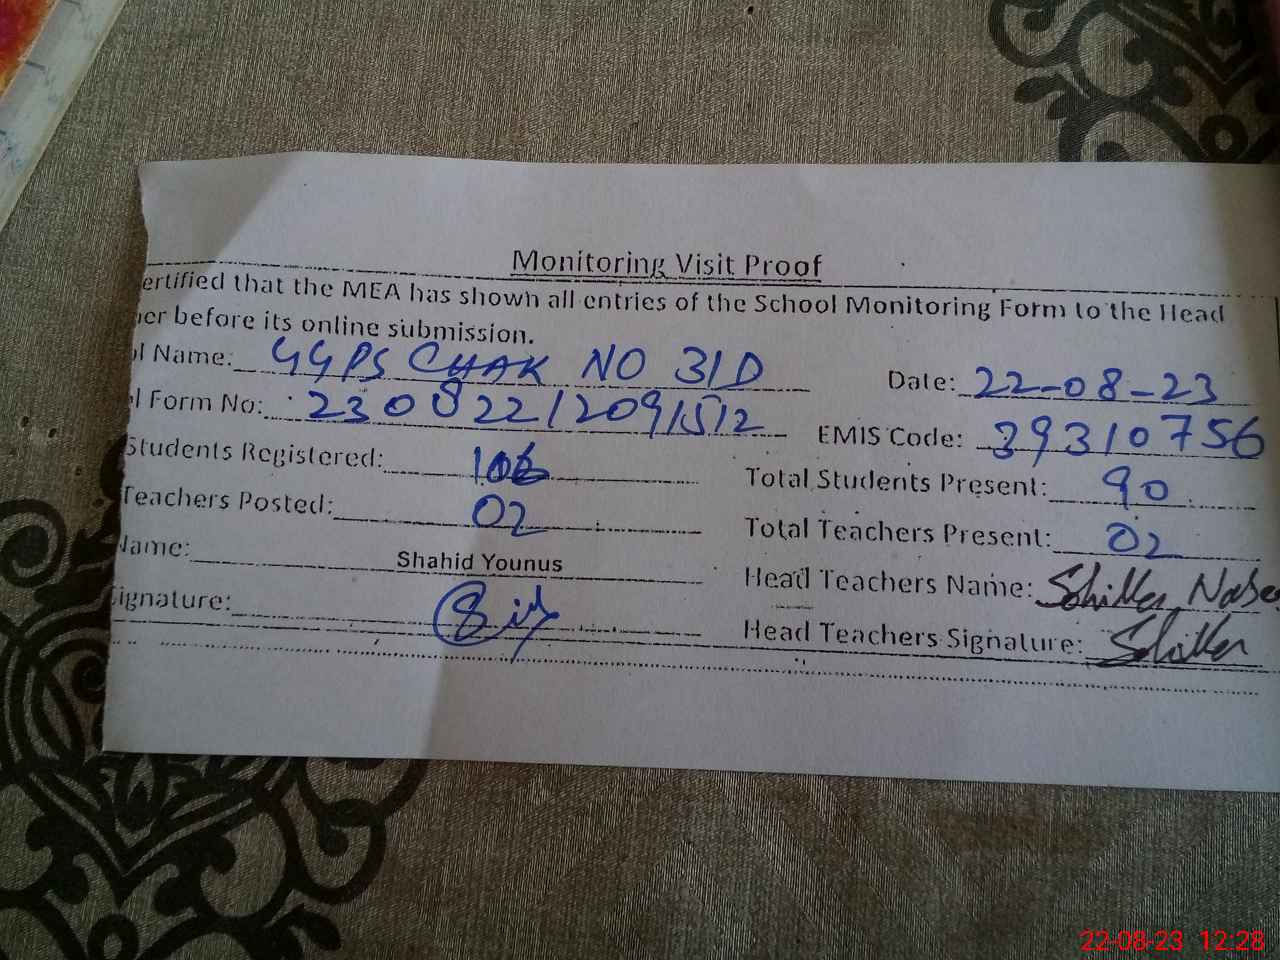 Monitoring Visit Proof
ertified that the MEA has shown all entries of the School Monitoring Form to the Head
her before its online submission.
l Name: GGPS CHAK NO 31D Date: 22-08-23
l Form No: 23082212091512 EMIS Code: 39310756
Students Registered: 106 Total Students Present: 90
Teachers Posted: 02 Total Teachers Present: 02
Name: Shahid Younus Head Teachers Name:
ignature: Head Teachers Signature:
22-08-23 12:28